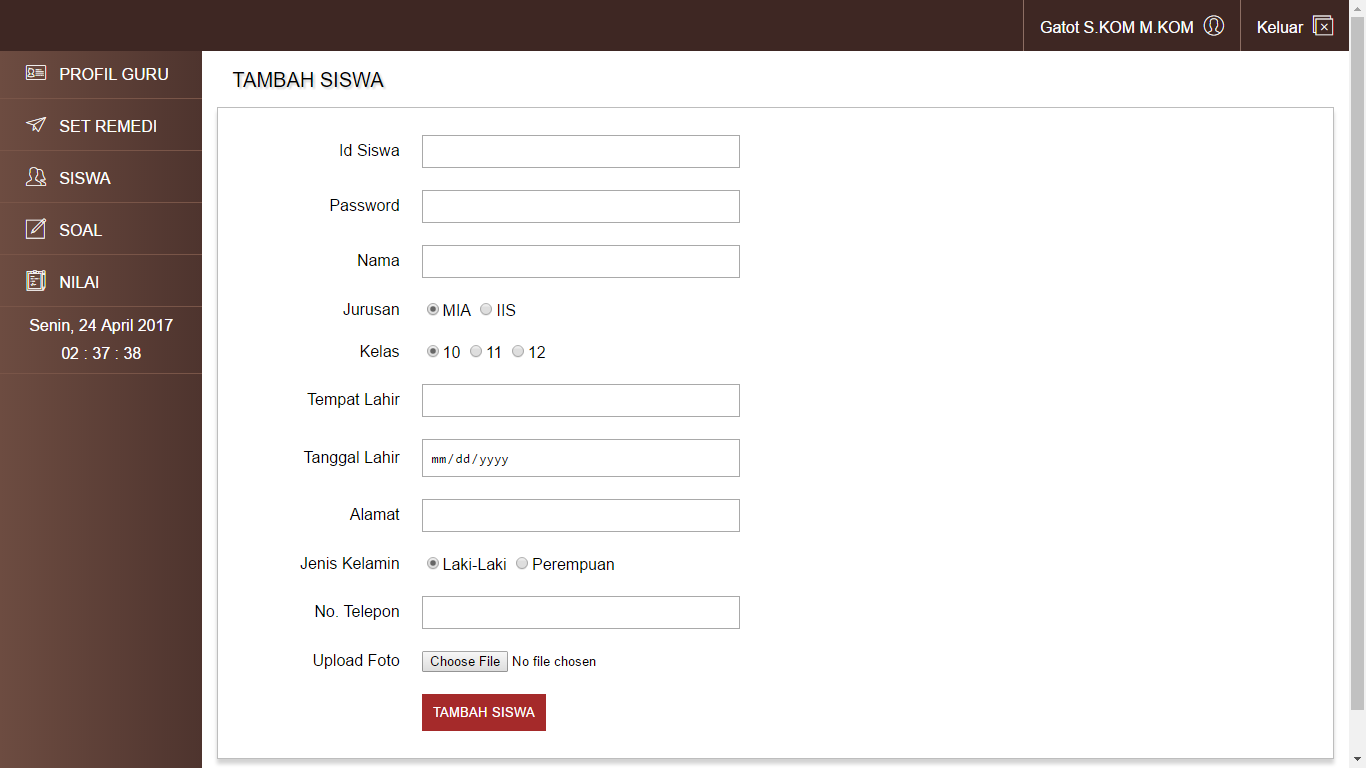 Gatot S.KOM M.KOM
Keluar
PROFIL GURU
SET REMEDI
SISWA
SOAL
NILAI
Senin, 24 April 2017
02 : 37 : 38
TAMBAH SISWA
Id Siswa
Password
Nama
Jurusan MIA IIS
Kelas 10 11 12
Tempat Lahir
Tanggal Lahir mm/dd/yyyy
Alamat
Jenis Kelamin Laki-Laki Perempuan
No. Telepon
Upload Foto Choose File No file chosen
TAMBAH SISWA